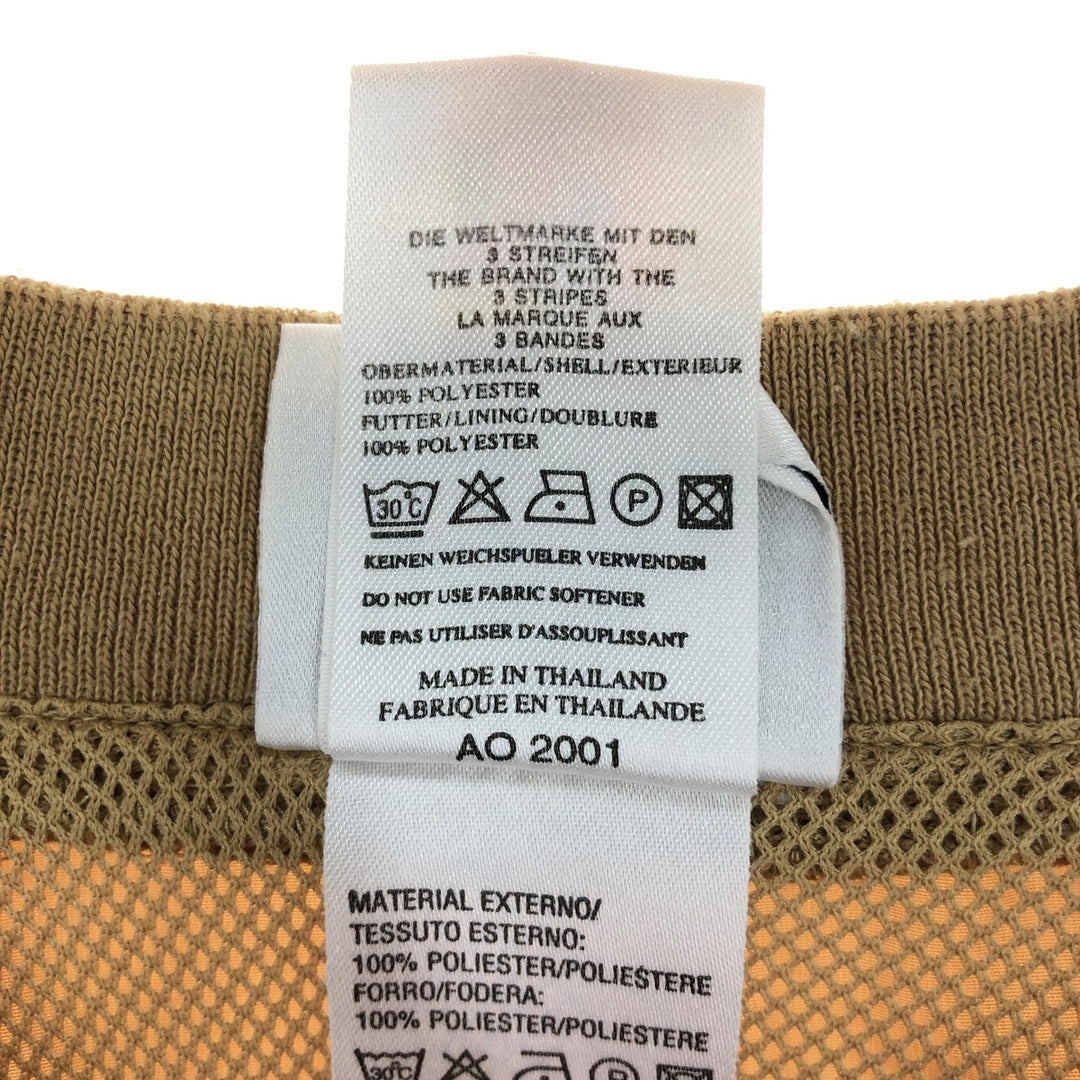 DIE WELTMARKE MIT DEN
3 STREIFEN
THE BRAND WITH THE
3 STRIPES
LA MARQUE AUX
3 BANDES
OBERMATERIAL/SHELL/EXTERIEUR
100% POLYESTER
FUTTER/LINING/DOUBLURE
100% POLYESTER
30°C P
KEINEN WEICHSPUELER VERWENDEN
DO NOT USE FABRIC SOFTENER
NE PAS UTILISER D'ASSOUPLISSANT
MADE IN THAILAND
FABRIQUE EN THAILANDE
AO 2001
MATERIAL EXTERNO/
TESSUTO ESTERNO:
100% POLIESTER/POLIESTERE
FORRO/FODERA:
100% POLIESTER/POLIESTERE
30°C